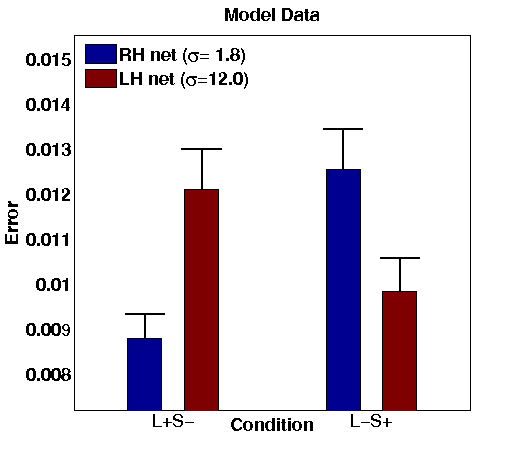 Model Data
RH net (σ= 1.8)
LH net (σ=12.0)
0.015
0.014
0.013
0.012
0.011
0.01
0.009
0.008
Error
L+S−
L−S+
Condition